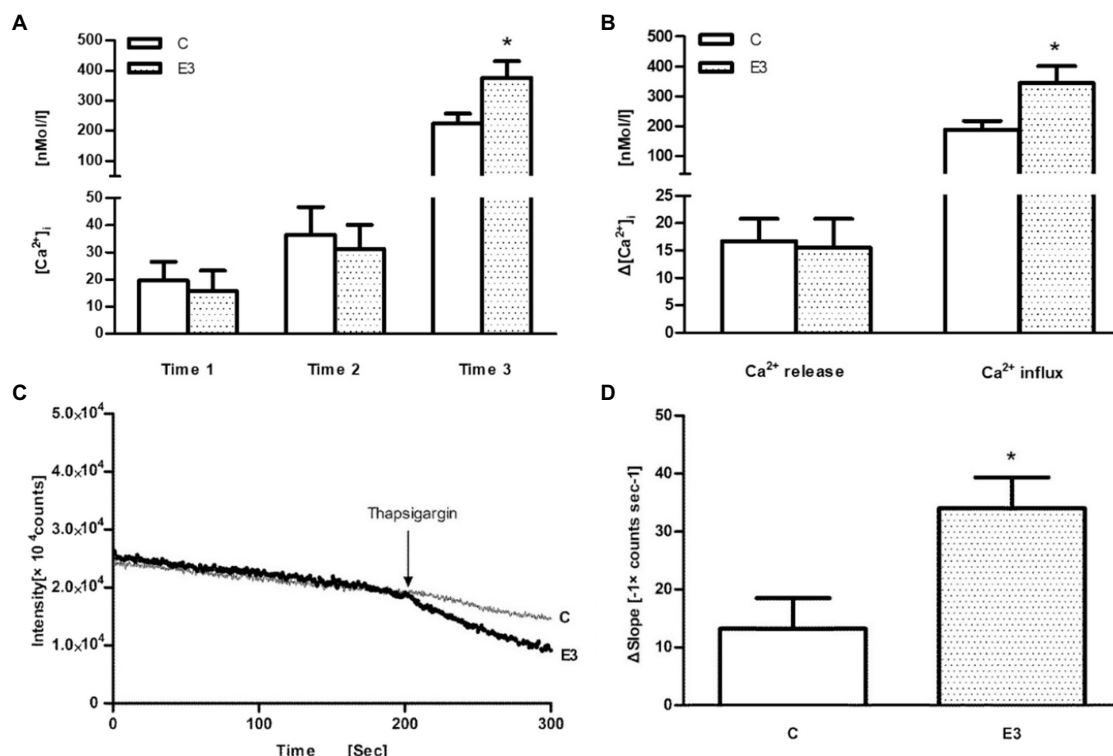 A
C
E3
*
500
400
300
200
100
50
40
30
20
10
0
[nMol/l]
[Ca²⁺]ᵢ
Time 1 Time 2 Time 3
B
C
E3
*
500
400
300
200
100
25
20
15
10
5
0
[nMol/l]
Δ[Ca²⁺]ᵢ
Ca²⁺ release Ca²⁺ influx
C
5.0×10⁴
4.0×10⁴
3.0×10⁴
2.0×10⁴
1.0×10⁴
0
Intensity[× 10 ⁴counts]
Thapsigargin
C
E3
0 100 200 300
Time [Sec]
D
50
40
30
20
10
0
ΔSlope [-1× counts sec-1]
*
C E3